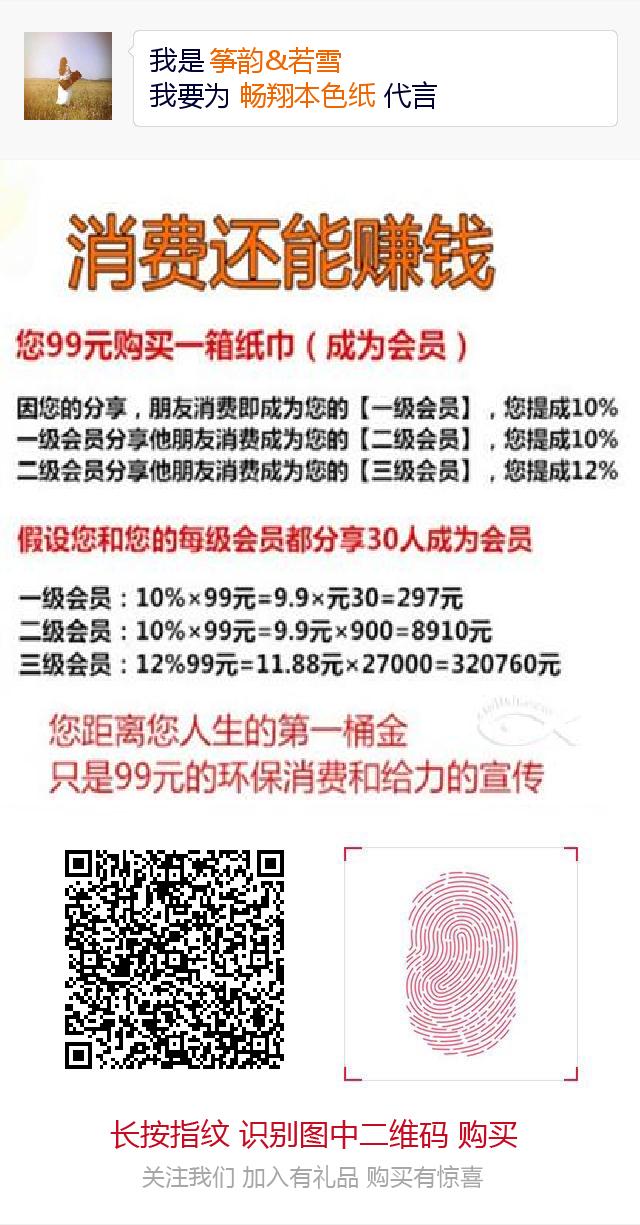 我是 筝韵&若雪
我要为 畅翔本色纸 代言
消费还能赚钱
您99元购买一箱纸巾（成为会员）
因您的分享，朋友消费即成为您的【一级会员】，您提成10%
一级会员分享他朋友消费成为您的【二级会员】，您提成10%
二级会员分享他朋友消费成为您的【三级会员】，您提成12%
假设您和您的每级会员都分享30人成为会员
一级会员：10%×99元=9.9×元30=297元
二级会员：10%×99元=9.9元×900=8910元
三级会员：12%99元=11.88元×27000=320760元
您距离您人生的第一桶金
只是99元的环保消费和给力的宣传
长按指纹 识别图中二维码 购买
关注我们 加入有礼品 购买有惊喜